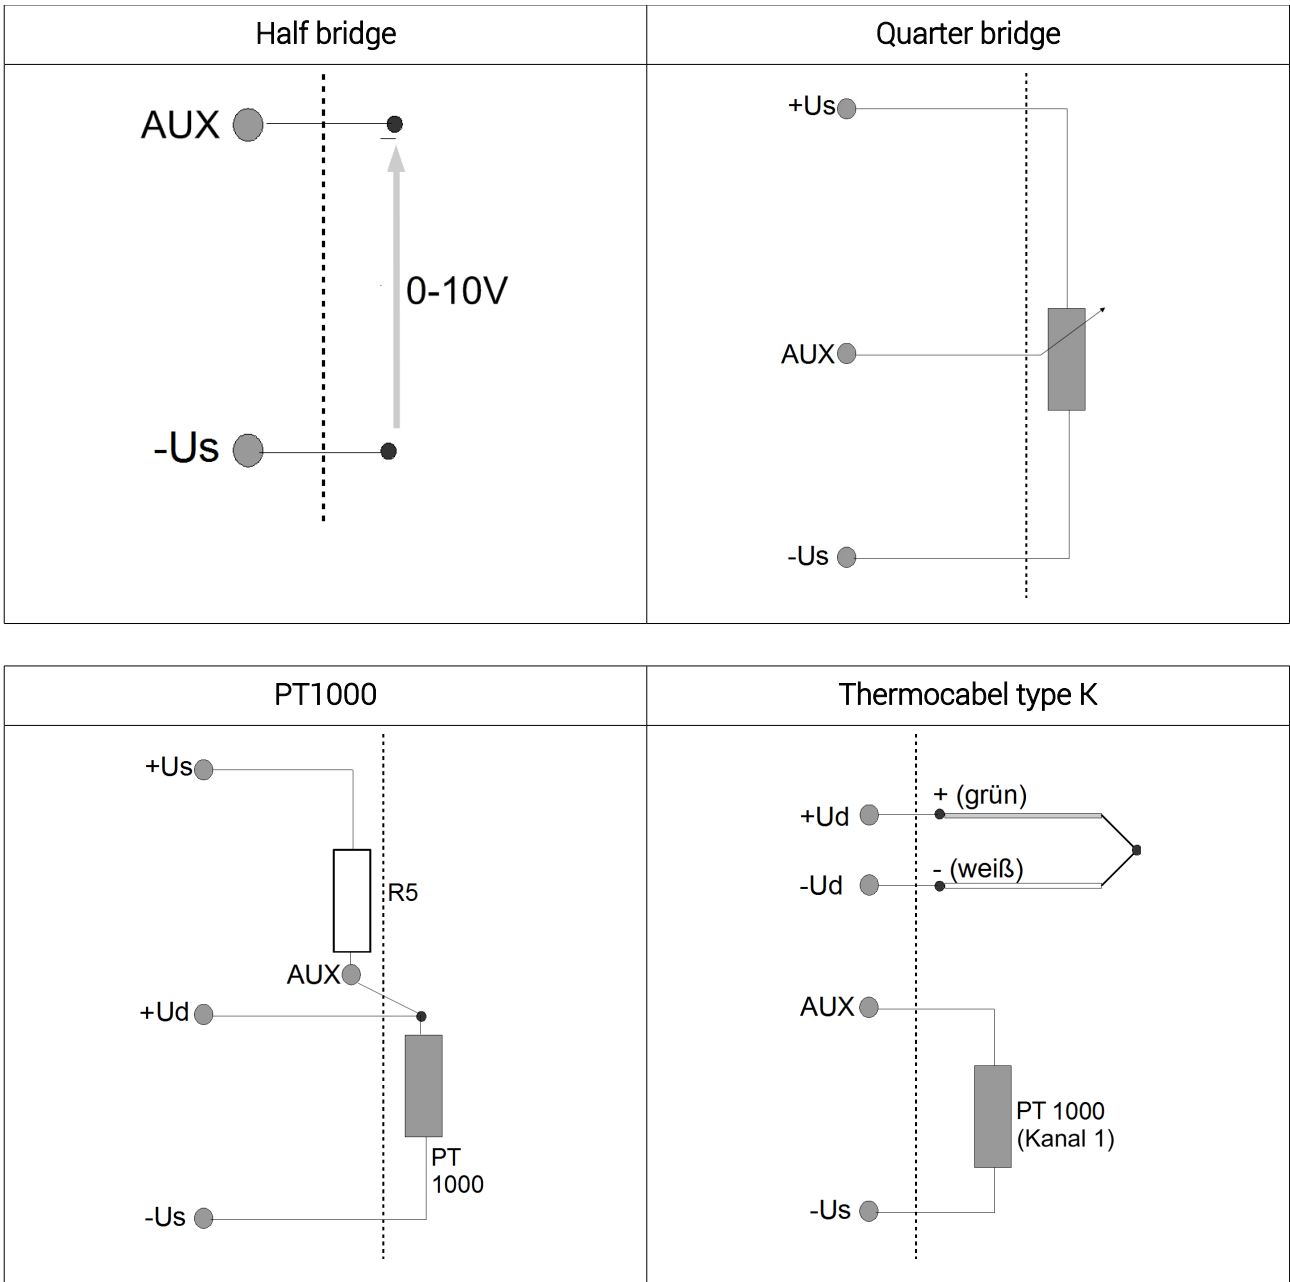 Half bridge
Quarter bridge
AUX
0-10V
-Us
+Us
AUX
-Us
PT1000
Thermocabel type K
+Us
R5
AUX
+Ud
PT
1000
-Us
+ (grün)
+Ud
- (weiß)
-Ud
AUX
PT 1000
(Kanal 1)
-Us